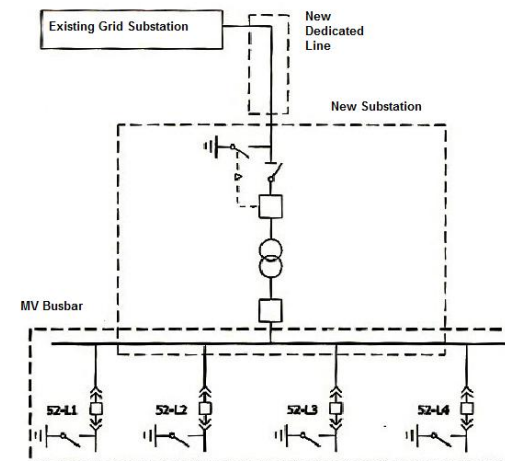 Existing Grid Substation
New
Dedicated
Line
New Substation
MV Busbar
52-L1
52-L2
52-L3
52-L4